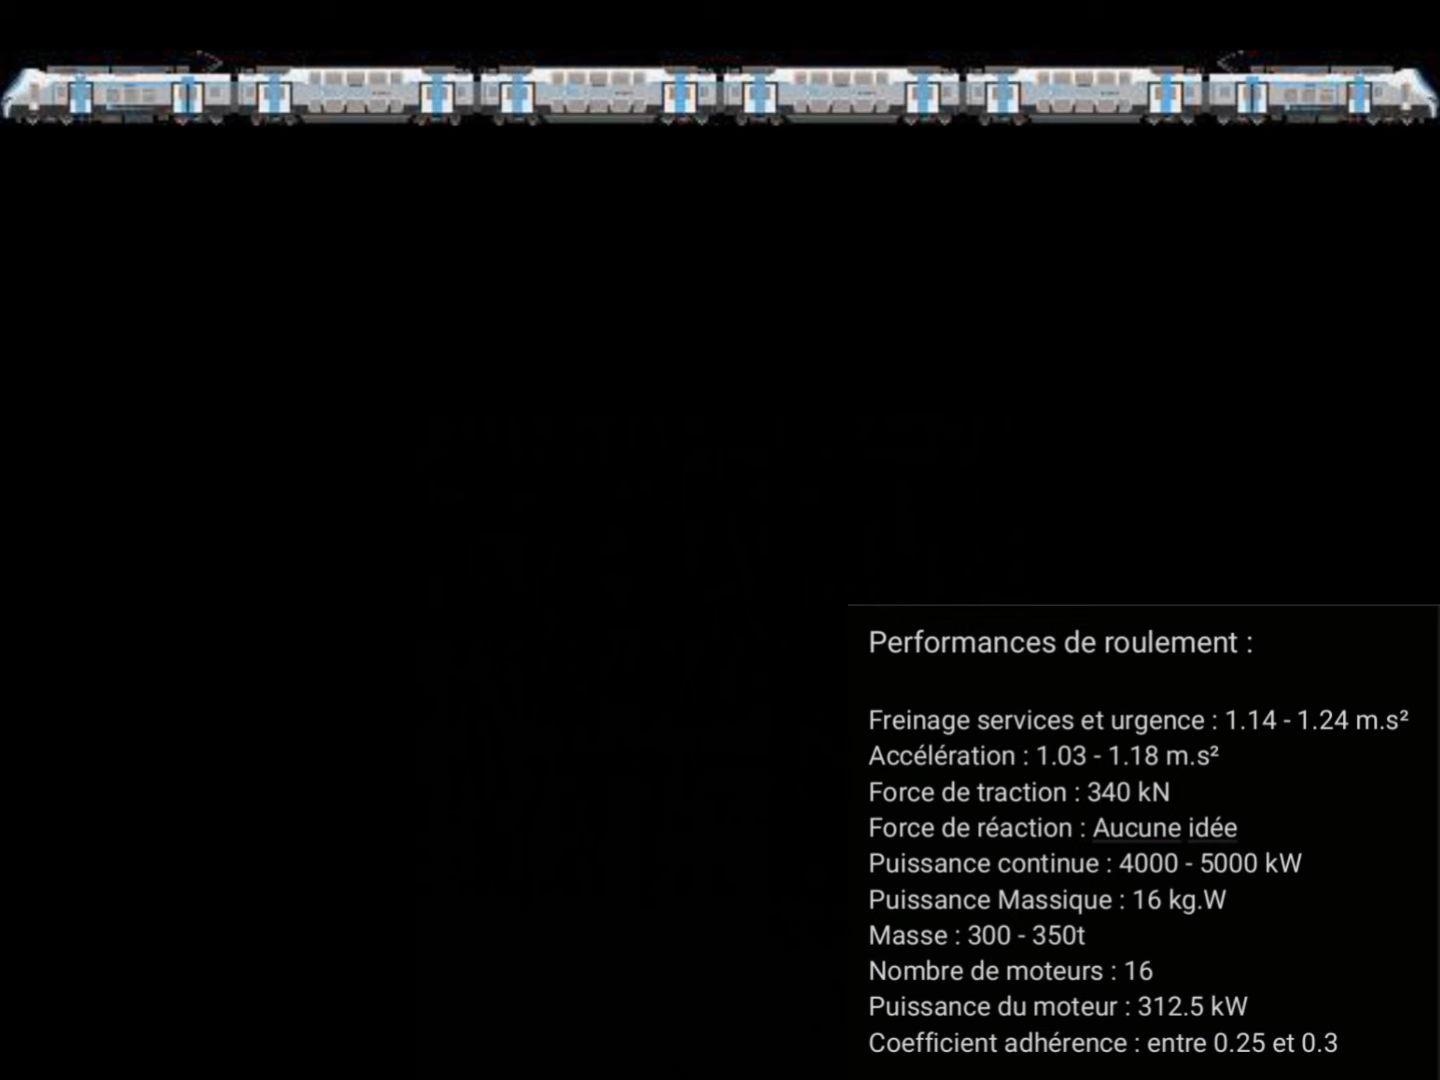 Performances de roulement :
Freinage services et urgence : 1.14 - 1.24 m.s²
Accélération : 1.03 - 1.18 m.s²
Force de traction : 340 kN
Force de réaction : Aucune idée
Puissance continue : 4000 - 5000 kW
Puissance Massique : 16 kg.W
Masse : 300 - 350t
Nombre de moteurs : 16
Puissance du moteur : 312.5 kW
Coefficient adhérence : entre 0.25 et 0.3